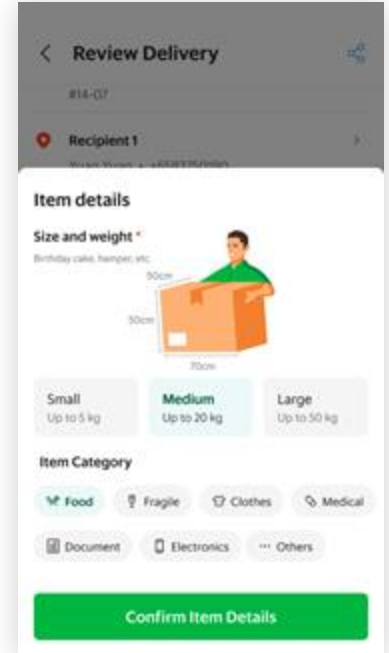 Review Delivery
#14-07
Recipient 1
Item details
Size and weight *
Birthday cake, hamper, etc.
50cm
50cm
70cm
Small Medium Large
Up to 5 kg Up to 20 kg Up to 50 kg
Item Category
Food Fragile Clothes Medical
Document Electronics Others
Confirm Item Details